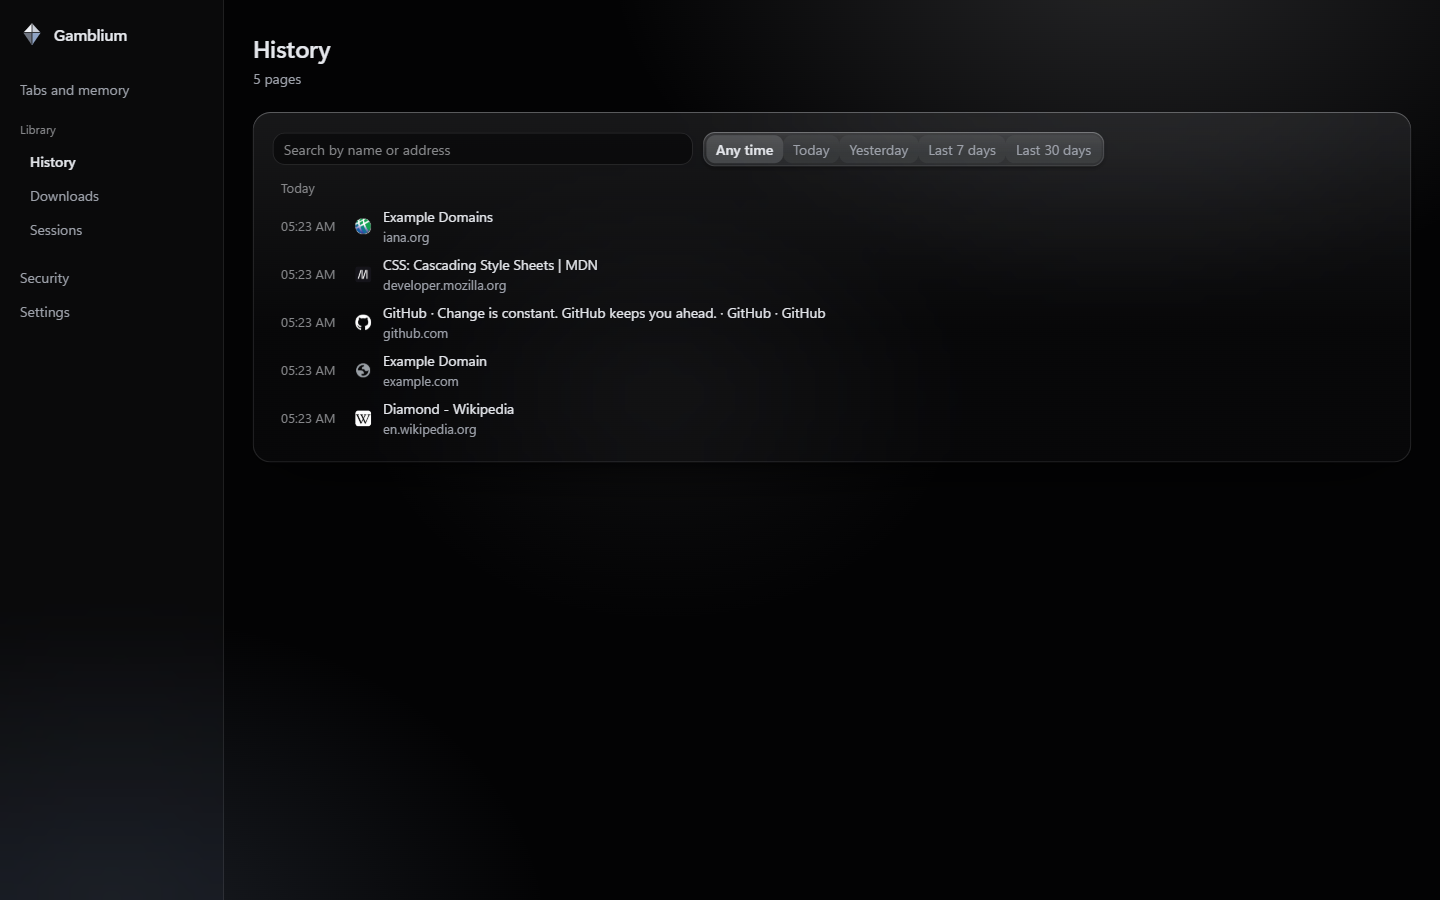 Gamblium
Tabs and memory
Library
History
Downloads
Sessions
Security
Settings
History
5 pages
Search by name or address
Any time Today Yesterday Last 7 days Last 30 days
Today
05:23 AM Example Domains
iana.org
05:23 AM CSS: Cascading Style Sheets | MDN
developer.mozilla.org
05:23 AM GitHub · Change is constant. GitHub keeps you ahead. · GitHub · GitHub
github.com
05:23 AM Example Domain
example.com
05:23 AM W Diamond - Wikipedia
en.wikipedia.org